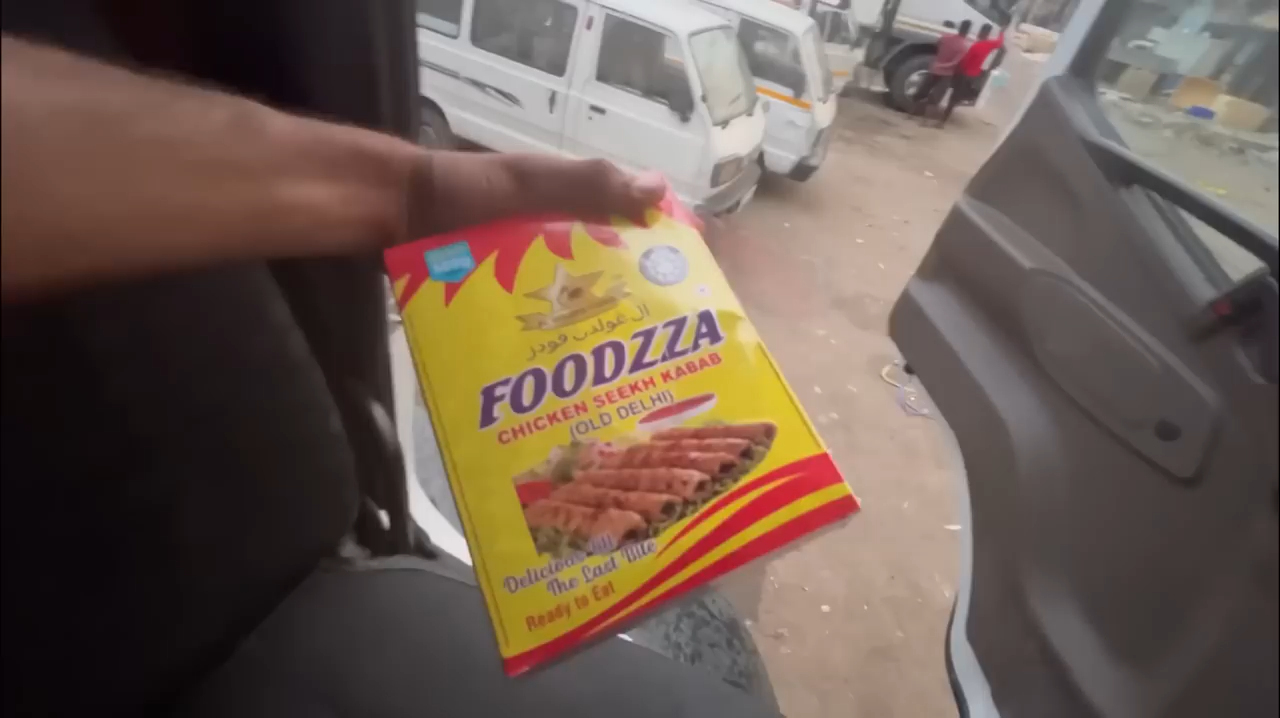 ال غولدن فودز
FOODZZA
CHICKEN SEEKH KABAB
(OLD DELHI)
Delicious till
The Last Bite
Ready to Eat